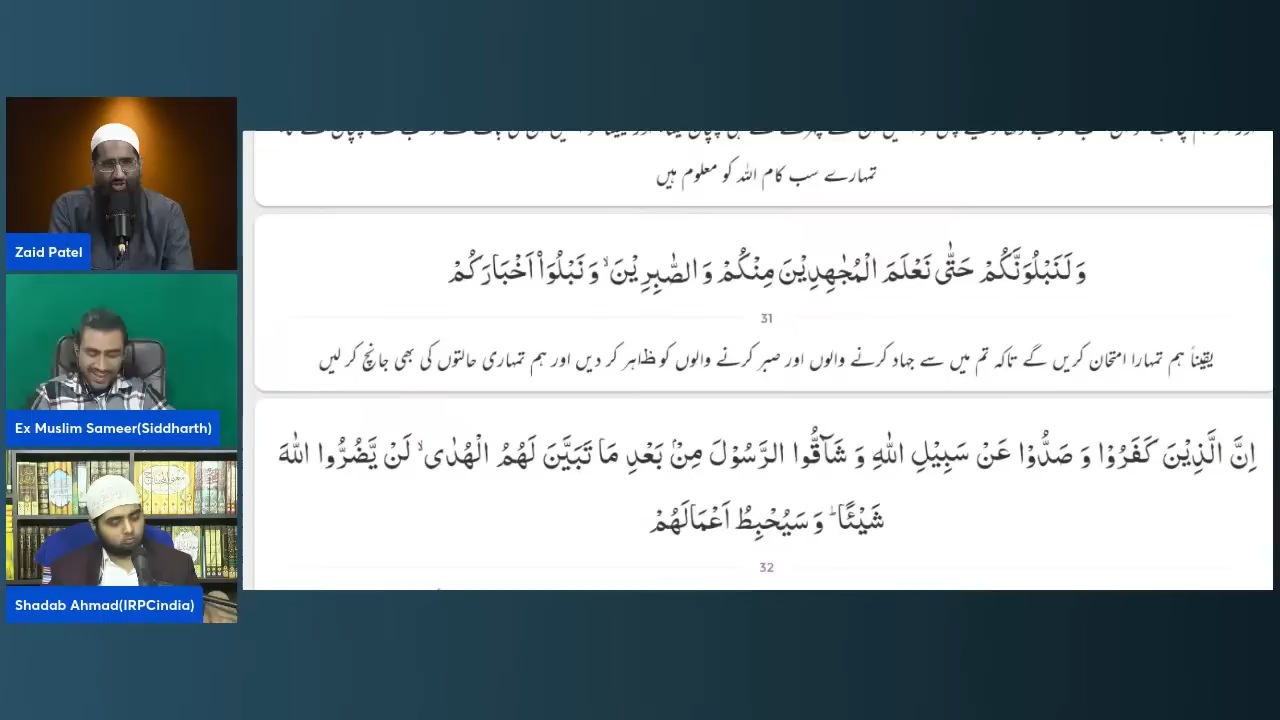 Zaid Patel
Ex Muslim Sameer(Siddharth)
Shadab Ahmad(IRPCindia)
تمہارے سب کام اللہ کو معلوم ہیں
وَ لَنَبْلُوَنَّكُمْ حَتّٰى نَعْلَمَ الْمُجٰهِدِيْنَ مِنْكُمْ وَ الصّٰبِرِيْنَ ۙ وَ نَبْلُوَا۟ اَخْبَارَكُمْ
31
یقیناً ہم تمہارا امتحان کریں گے تاکہ تم میں سے جہاد کرنے والوں اور صبر کرنے والوں کو ظاہر کر دیں اور ہم تمہاری حالتوں کی بھی جانچ کر لیں
اِنَّ الَّذِيْنَ كَفَرُوْا وَ صَدُّوْا عَنْ سَبِيْلِ اللّٰهِ وَ شَآقُّوا الرَّسُوْلَ مِنْۢ بَعْدِ مَا تَبَيَّنَ لَهُمُ الْهُدٰى ۙ لَنْ يَّضُرُّوا اللّٰهَ
شَيْـًٔا ؕ وَ سَيُحْبِطُ اَعْمَالَهُمْ
32